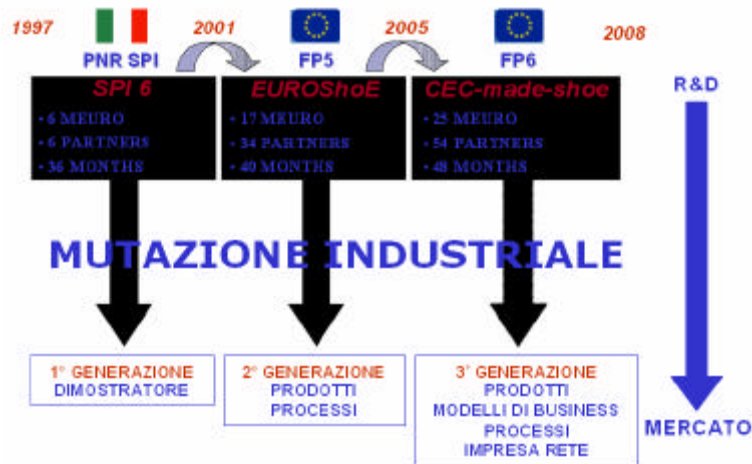 1997
2001
2005
2008
PNR SPI
FP5
FP6
SPI 6
• 6 MEURO
• 6 PARTNERS
• 36 MONTHS
EUROShoE
• 17 MEURO
• 34 PARTNERS
• 40 MONTHS
CEC-made-shoe
• 25 MEURO
• 54 PARTNERS
• 48 MONTHS
R&D
MUTAZIONE INDUSTRIALE
1° GENERAZIONE
DIMOSTRATORE
2° GENERAZIONE
PRODOTTI
PROCESSI
3° GENERAZIONE
PRODOTTI
MODELLI DI BUSINESS
PROCESSI
IMPRESA RETE
MERCATO